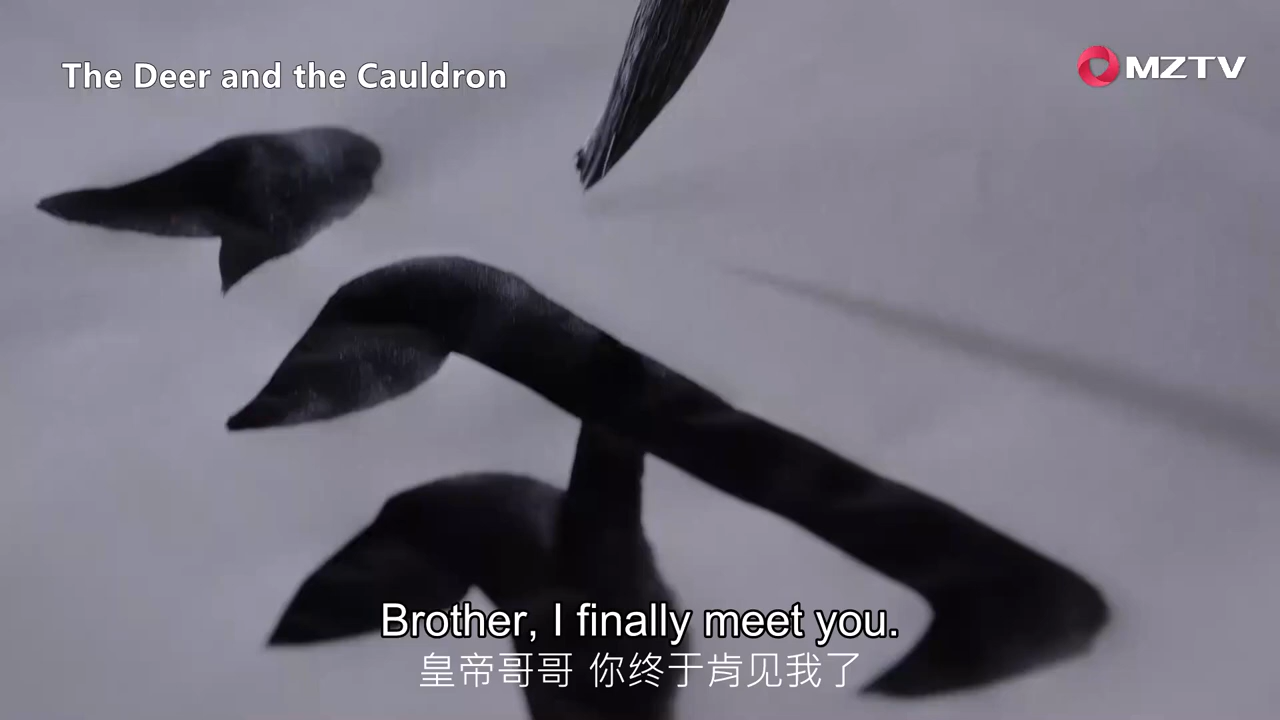 The Deer and the Cauldron
MZTV
Brother, I finally meet you.
皇帝哥哥 你终于肯见我了